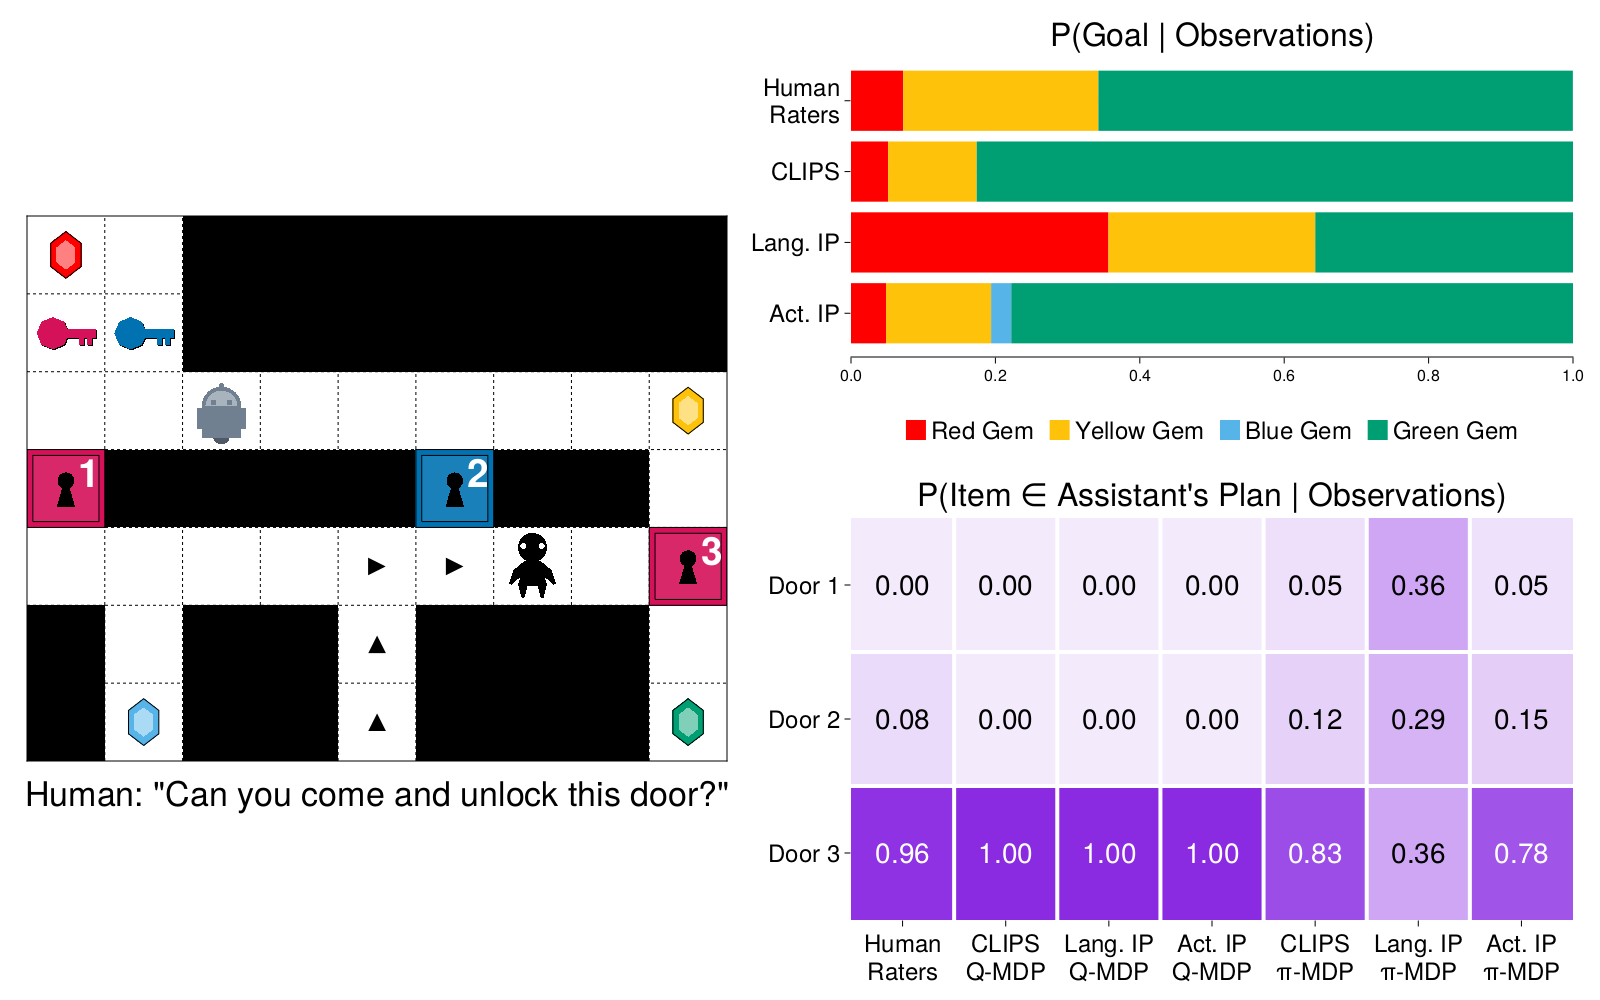 1
2
3
Human: "Can you come and unlock this door?"
P(Goal | Observations)
Human
Raters
CLIPS
Lang. IP
Act. IP
0.0 0.2 0.4 0.6 0.8 1.0
Red Gem Yellow Gem Blue Gem Green Gem
P(Item ∈ Assistant's Plan | Observations)
Door 1 0.00 0.00 0.00 0.00 0.05 0.36 0.05
Door 2 0.08 0.00 0.00 0.00 0.12 0.29 0.15
Door 3 0.96 1.00 1.00 1.00 0.83 0.36 0.78
Human CLIPS Lang. IP Act. IP CLIPS Lang. IP Act. IP
Raters Q-MDP Q-MDP Q-MDP π-MDP π-MDP π-MDP